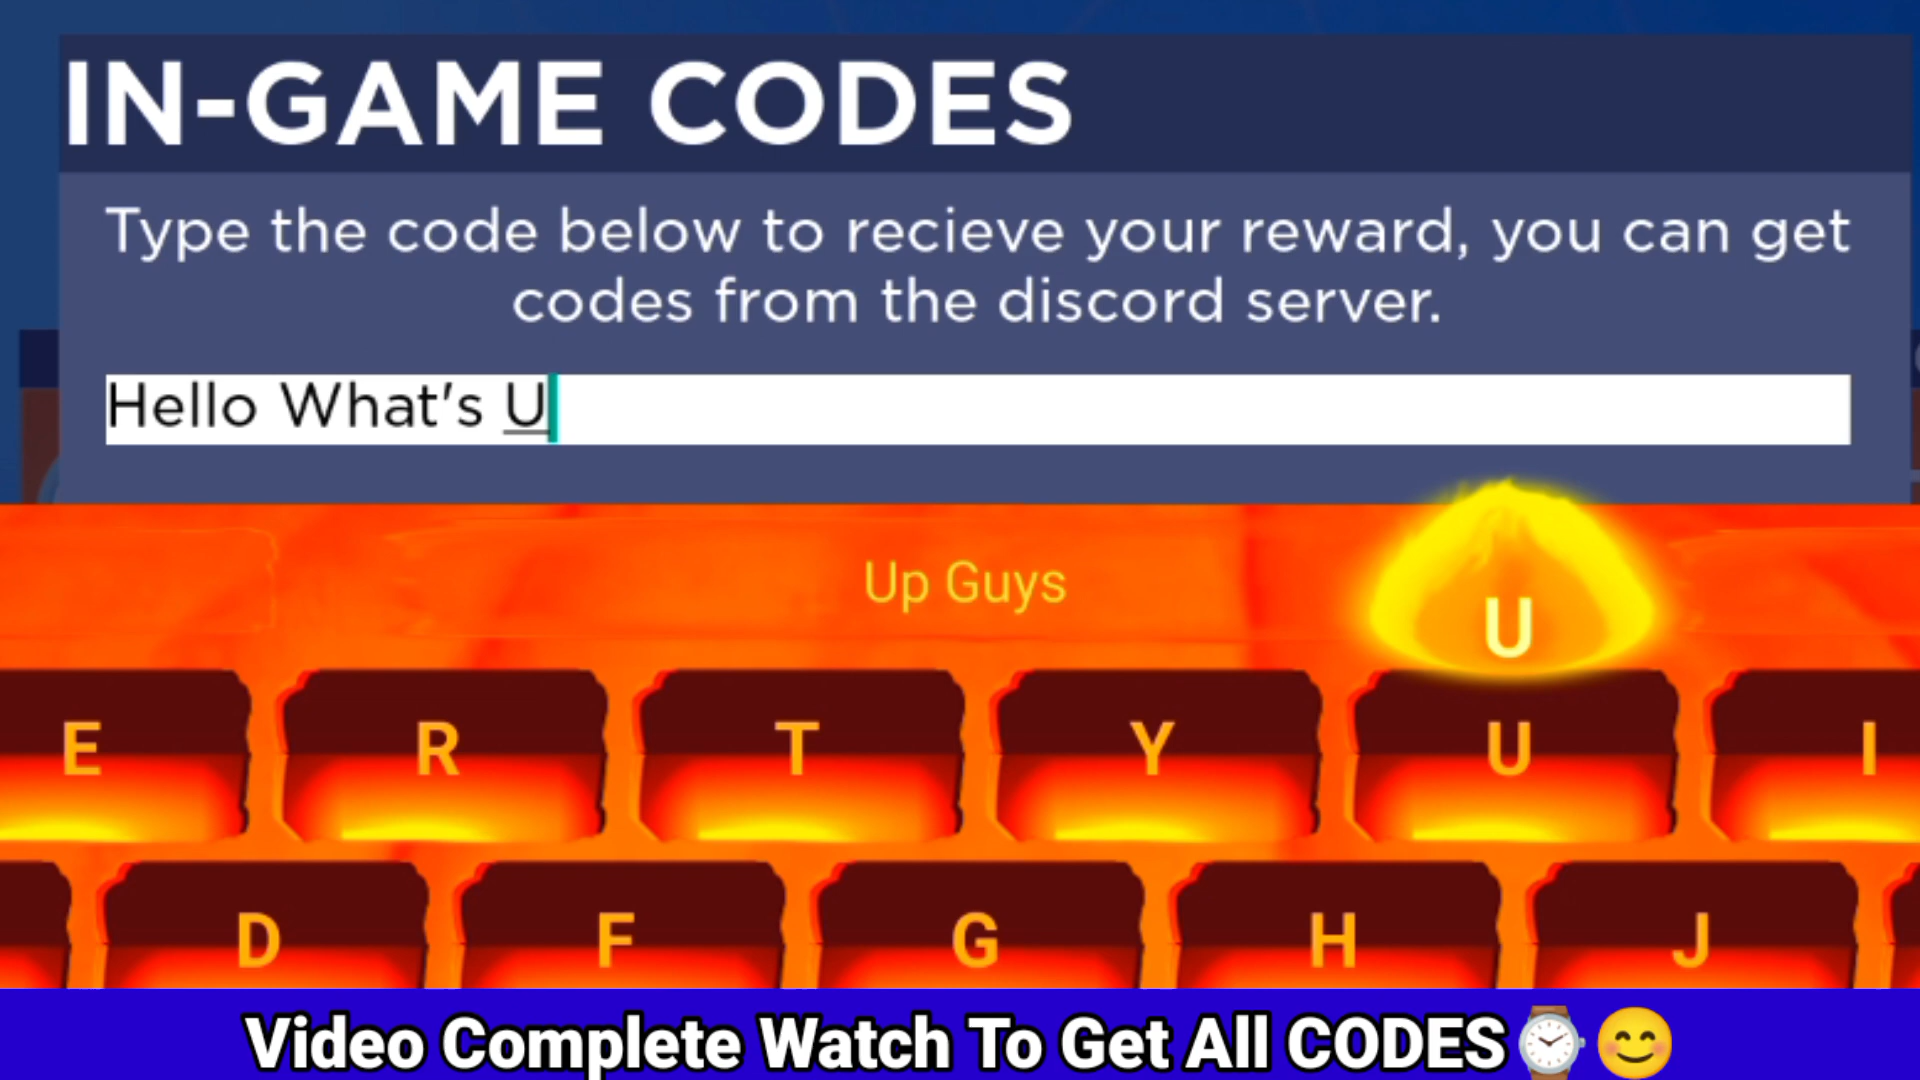 IN-GAME CODES
Type the code below to recieve your reward, you can get
codes from the discord server.
Hello What's U
Up Guys
U
E R T Y U I
D F G H J
Video Complete Watch To Get All CODES⌚😊